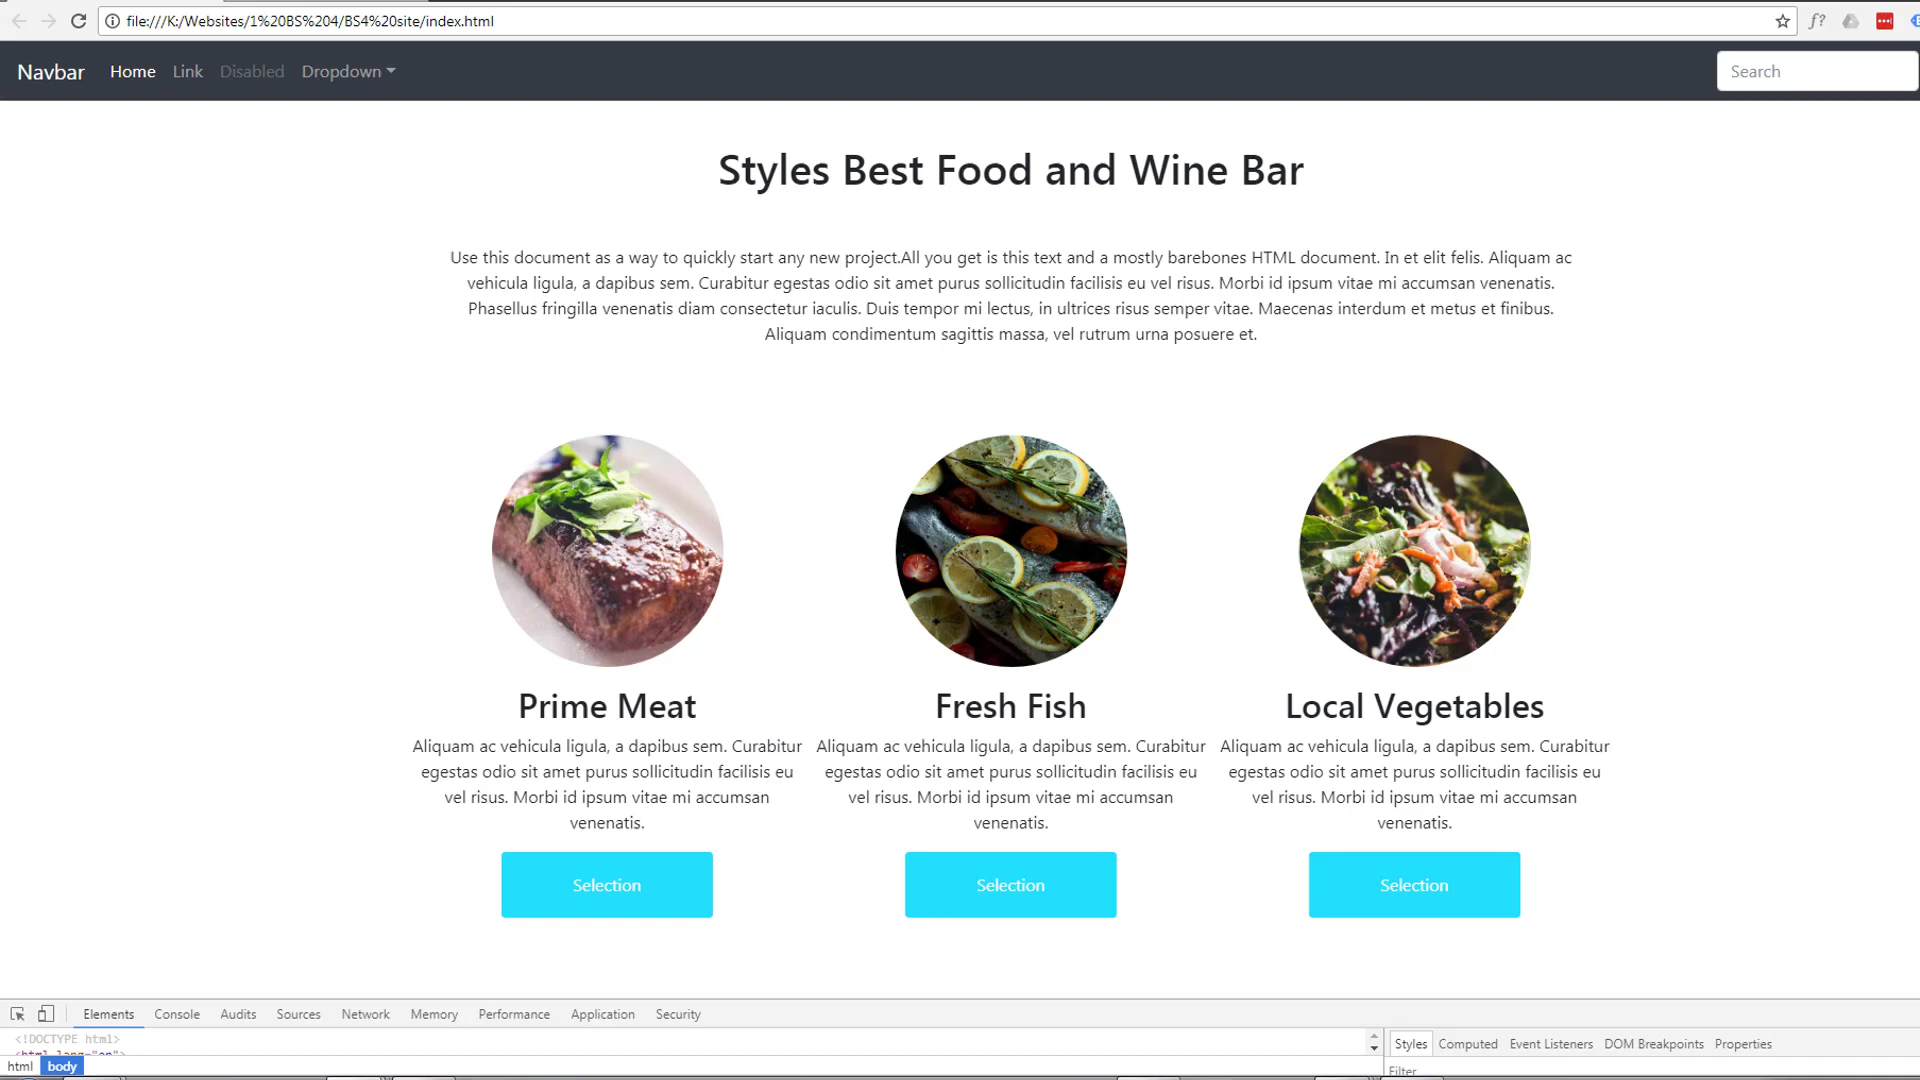 file:///K:/Websites/1%20BS%204/BS4%20site/index.html
f?
Navbar Home Link Disabled Dropdown Search
Styles Best Food and Wine Bar
Use this document as a way to quickly start any new project.All you get is this text and a mostly barebones HTML document. In et elit felis. Aliquam ac
vehicula ligula, a dapibus sem. Curabitur egestas odio sit amet purus sollicitudin facilisis eu vel risus. Morbi id ipsum vitae mi accumsan venenatis.
Phasellus fringilla venenatis diam consectetur iaculis. Duis tempor mi lectus, in ultrices risus semper vitae. Maecenas interdum et metus et finibus.
Aliquam condimentum sagittis massa, vel rutrum urna posuere et.
Prime Meat
Aliquam ac vehicula ligula, a dapibus sem. Curabitur
egestas odio sit amet purus sollicitudin facilisis eu
vel risus. Morbi id ipsum vitae mi accumsan
venenatis.
Selection
Fresh Fish
Aliquam ac vehicula ligula, a dapibus sem. Curabitur
egestas odio sit amet purus sollicitudin facilisis eu
vel risus. Morbi id ipsum vitae mi accumsan
venenatis.
Selection
Local Vegetables
Aliquam ac vehicula ligula, a dapibus sem. Curabitur
egestas odio sit amet purus sollicitudin facilisis eu
vel risus. Morbi id ipsum vitae mi accumsan
venenatis.
Selection
Elements Console Audits Sources Network Memory Performance Application Security
<!DOCTYPE html>
<html lang="en">
html body
Styles Computed Event Listeners DOM Breakpoints Properties
Filter